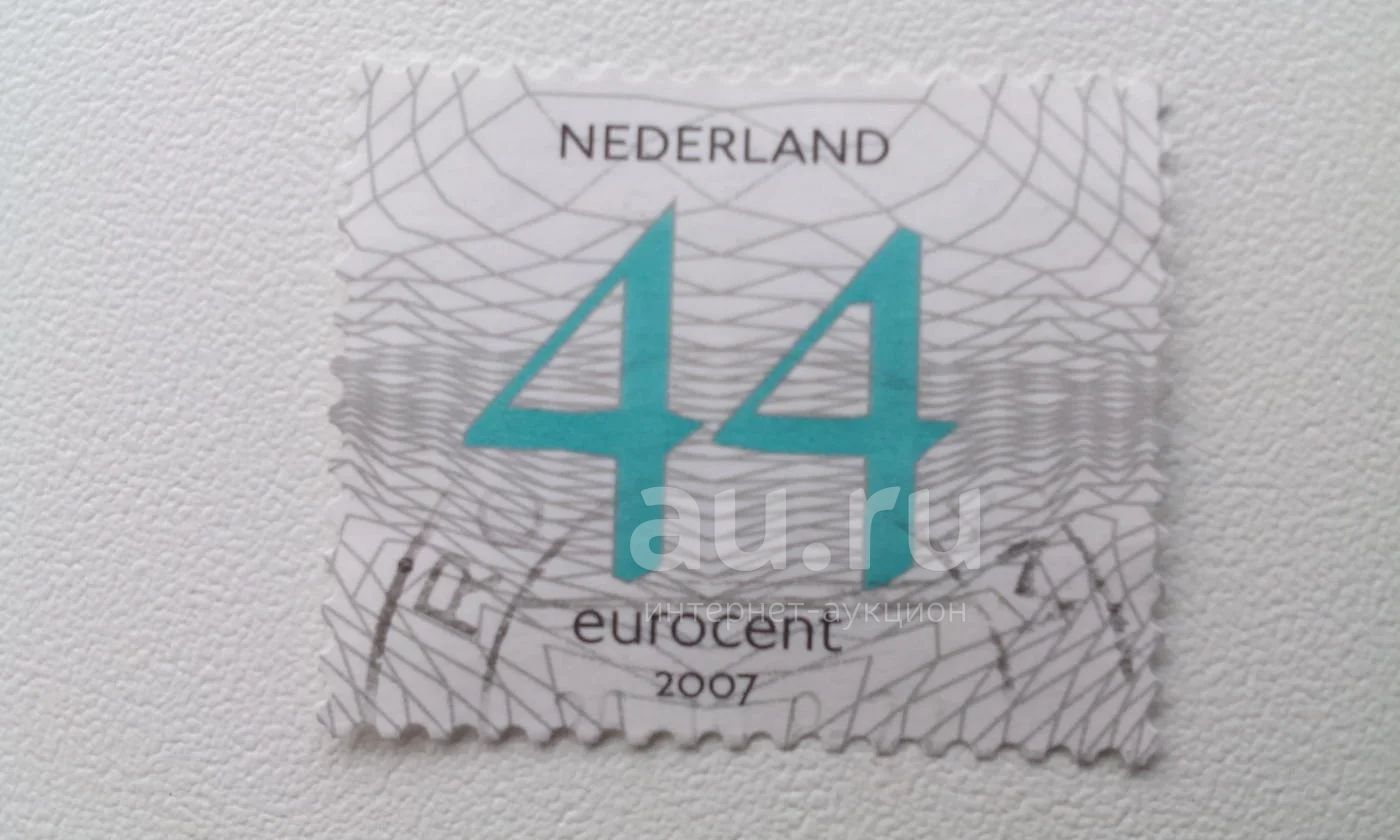 NEDERLAND
44
au.ru
интернет-аукцион
eurocent
2007